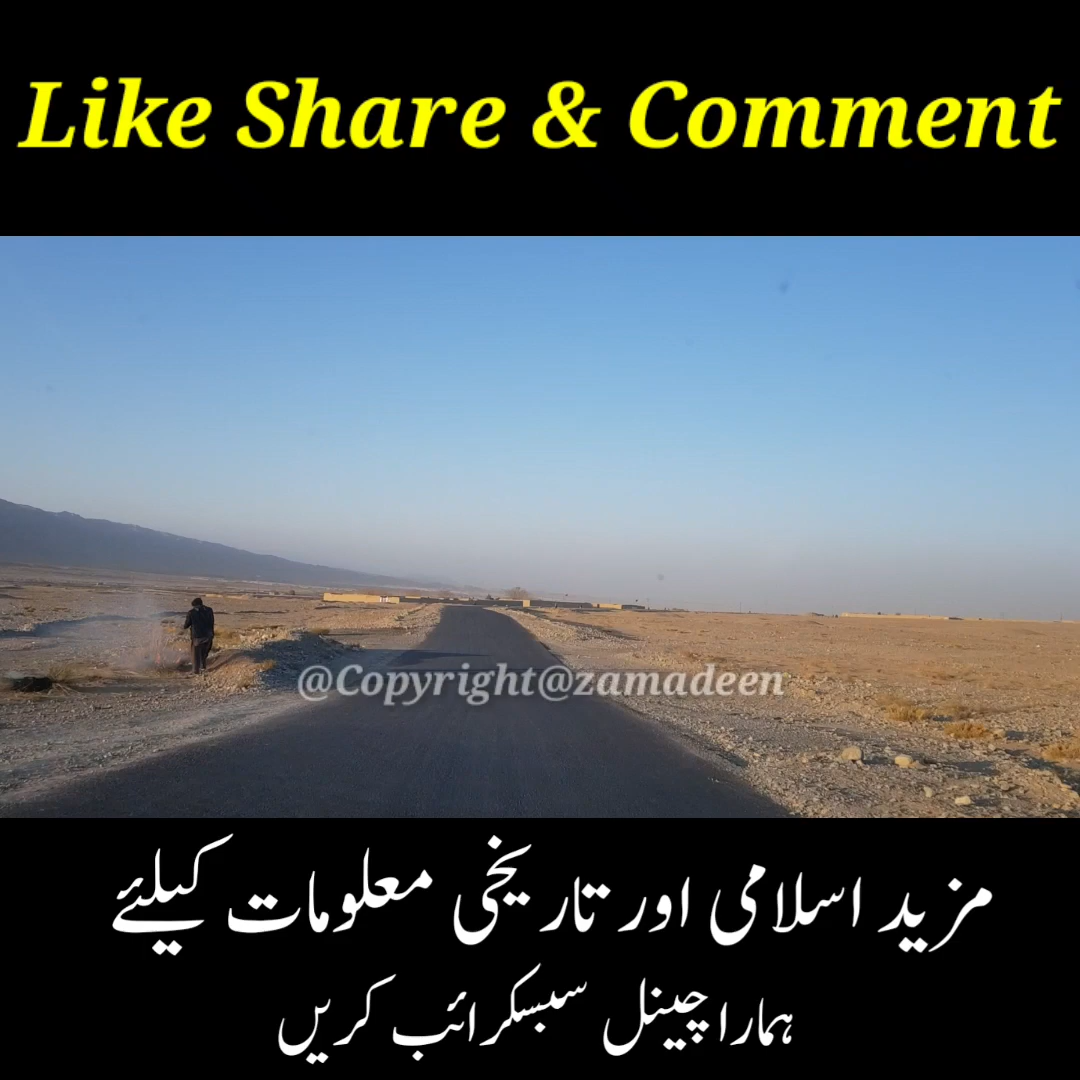 Like Share & Comment
@Copyright@zamadeen
مزید اسلامی اور تاریخی معلومات کیلئے
ہمارا چینل سبسکرائب کریں